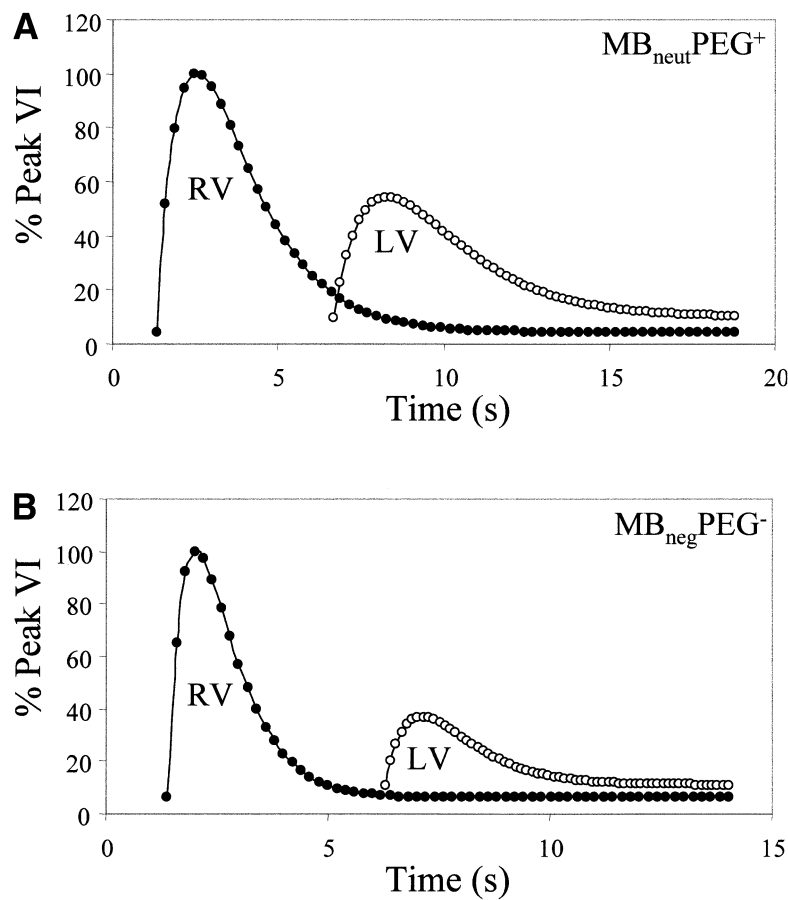 A
120
MBneutPEG+
100
80
60
40
20
0
% Peak VI
RV
LV
0 5 10 15 20
Time (s)
B
120
MBnegPEG-
100
80
60
40
20
0
% Peak VI
RV
LV
0 5 10 15
Time (s)